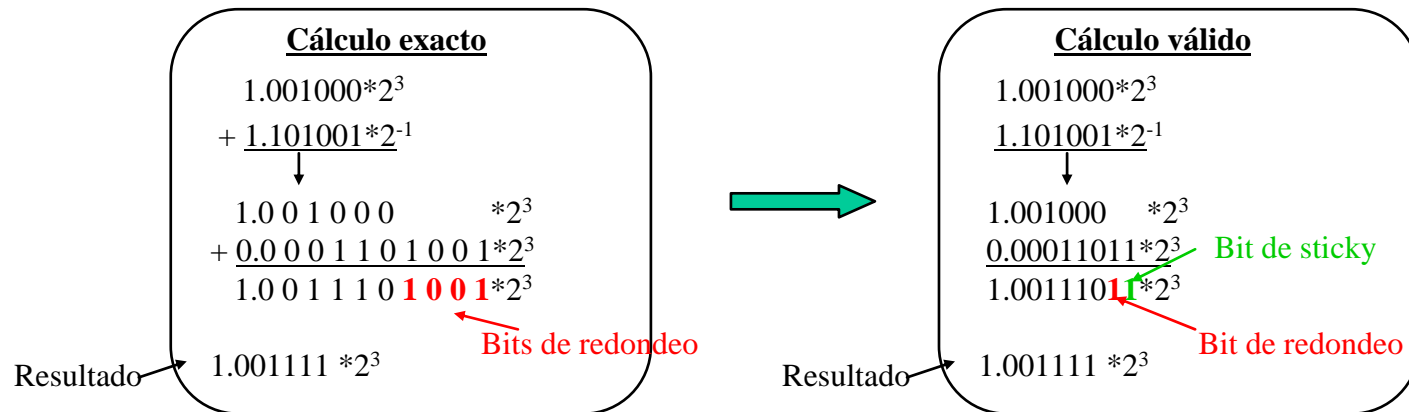 Cálculo exacto
1.001000*2³
+ 1.101001*2⁻¹
1.0 0 1 0 0 0 *2³
+ 0.0 0 0 1 1 0 1 0 0 1*2³
1.0 0 1 1 1 0 1 0 0 1*2³
Bits de redondeo
Resultado
1.001111 *2³
Cálculo válido
1.001000*2³
1.101001*2⁻¹
1.001000 *2³
0.00011011*2³
Bit de sticky
1.00111011*2³
Bit de redondeo
Resultado
1.001111 *2³